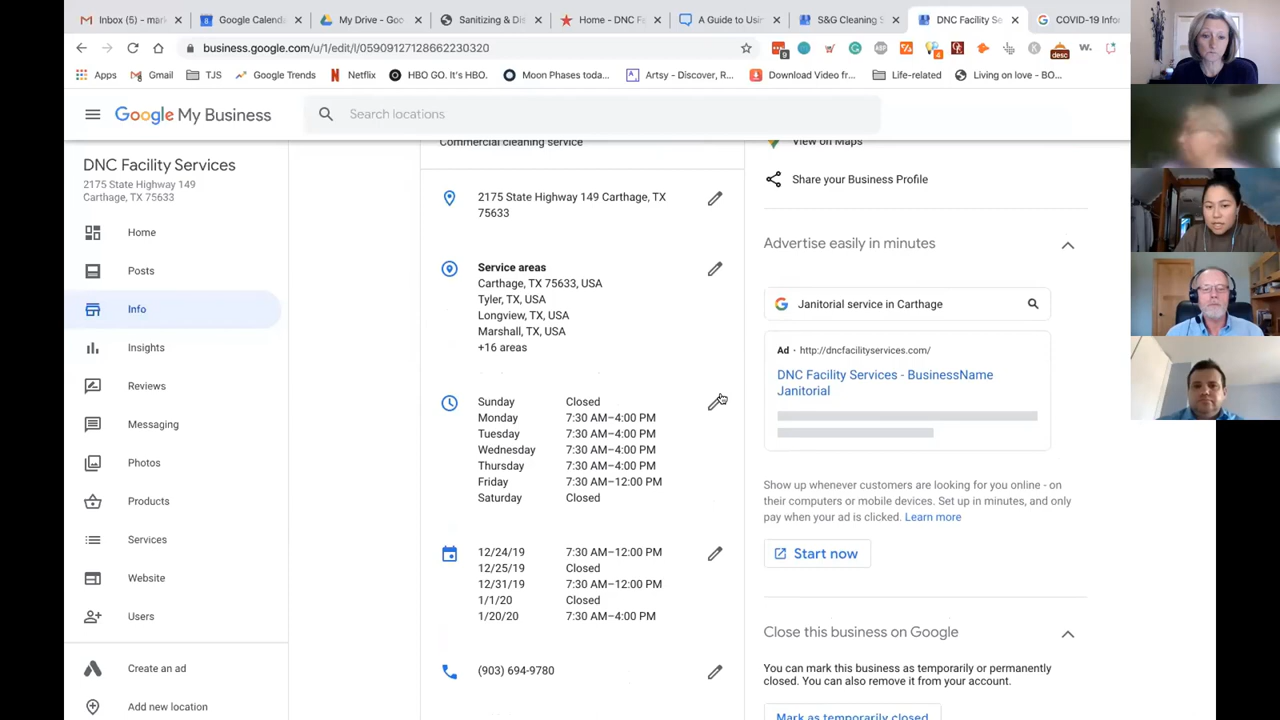 M Inbox (1) - mark
Google Calenda
My Drive - Goo
Sanitizing & Dis
Home - DNC Fa
A Guide to Usin
S&G Cleaning S
DNC Facility Se
COVID-19 Infor
business.google.com/u/1/edit/l/05909127128662230320
Apps
Gmail
TJS
Google Trends
Netflix
HBO GO. It's HBO.
Moon Phases toda...
Artsy - Discover, R...
Download Video fr...
Life-related
Living on love - BO...
Google My Business
Search locations
DNC Facility Services
2175 State Highway 149
Carthage, TX 75633
Home
Posts
Info
Insights
Reviews
Messaging
Photos
Products
Services
Website
Users
Create an ad
Add new location
Commercial cleaning service
2175 State Highway 149 Carthage, TX
75633
Service areas
Carthage, TX 75633, USA
Tyler, TX, USA
Longview, TX, USA
Marshall, TX, USA
+16 areas
Sunday Closed
Monday 7:30 AM–4:00 PM
Tuesday 7:30 AM–4:00 PM
Wednesday 7:30 AM–4:00 PM
Thursday 7:30 AM–4:00 PM
Friday 7:30 AM–12:00 PM
Saturday Closed
12/24/19 7:30 AM–12:00 PM
12/25/19 Closed
12/31/19 7:30 AM–12:00 PM
1/1/20 Closed
1/20/20 7:30 AM–4:00 PM
(903) 694-9780
View on Maps
Share your Business Profile
Advertise easily in minutes
Janitorial service in Carthage
Ad · http://dncfacilityservices.com/
DNC Facility Services - BusinessName
Janitorial
Show up whenever customers are looking for you online - on
their computers or mobile devices. Set up in minutes, and only
pay when your ad is clicked. Learn more
Start now
Close this business on Google
You can mark this business as temporarily or permanently
closed. You can also remove it from your account.
Mark as temporarily closed